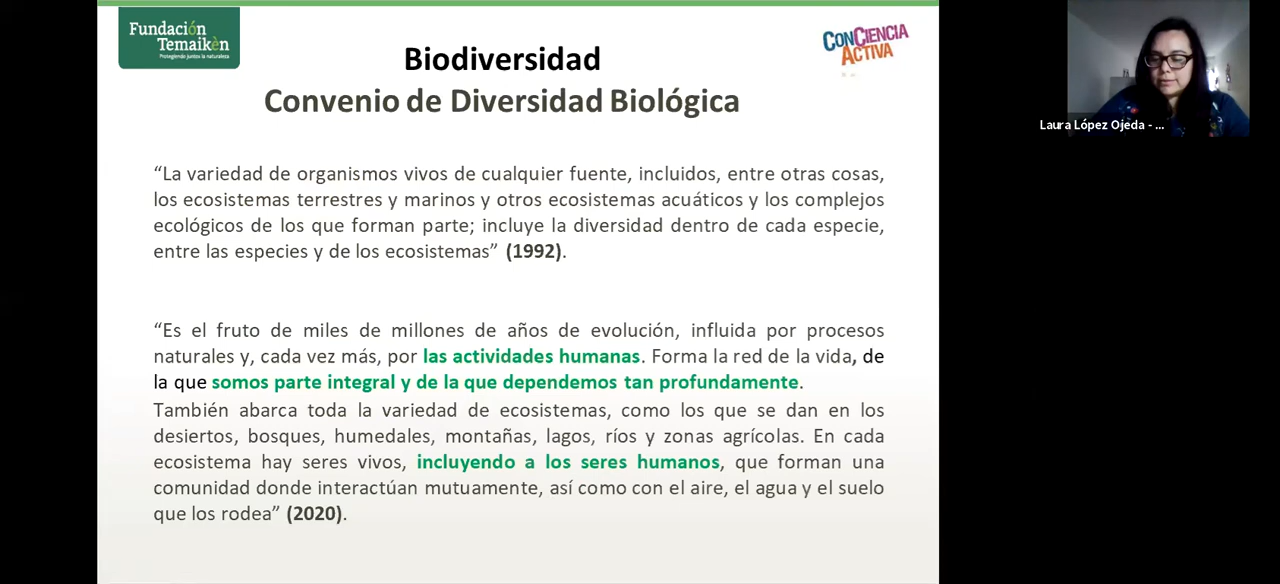 Fundación
Temaikèn
Protegiendo juntos la naturaleza
CONCIENCIA
ACTIVA
Biodiversidad
Convenio de Diversidad Biológica
Laura López Ojeda - ...
“La variedad de organismos vivos de cualquier fuente, incluidos, entre otras cosas,
los ecosistemas terrestres y marinos y otros ecosistemas acuáticos y los complejos
ecológicos de los que forman parte; incluye la diversidad dentro de cada especie,
entre las especies y de los ecosistemas” (1992).
“Es el fruto de miles de millones de años de evolución, influida por procesos
naturales y, cada vez más, por las actividades humanas. Forma la red de la vida, de
la que somos parte integral y de la que dependemos tan profundamente.
También abarca toda la variedad de ecosistemas, como los que se dan en los
desiertos, bosques, humedales, montañas, lagos, ríos y zonas agrícolas. En cada
ecosistema hay seres vivos, incluyendo a los seres humanos, que forman una
comunidad donde interactúan mutuamente, así como con el aire, el agua y el suelo
que los rodea” (2020).